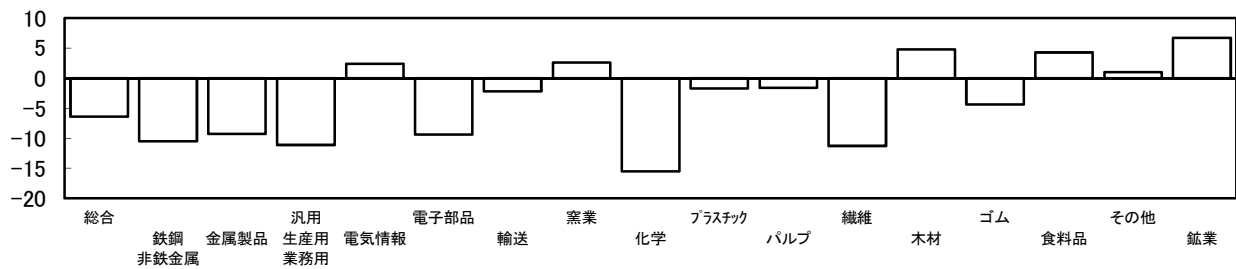 10
5
0
-5
-10
-15
-20
総合
鉄鋼
非鉄金属
金属製品
汎用
生産用
業務用
電気情報
電子部品
輸送
窯業
化学
プラスチック
パルプ
繊維
木材
ゴム
食料品
その他
鉱業